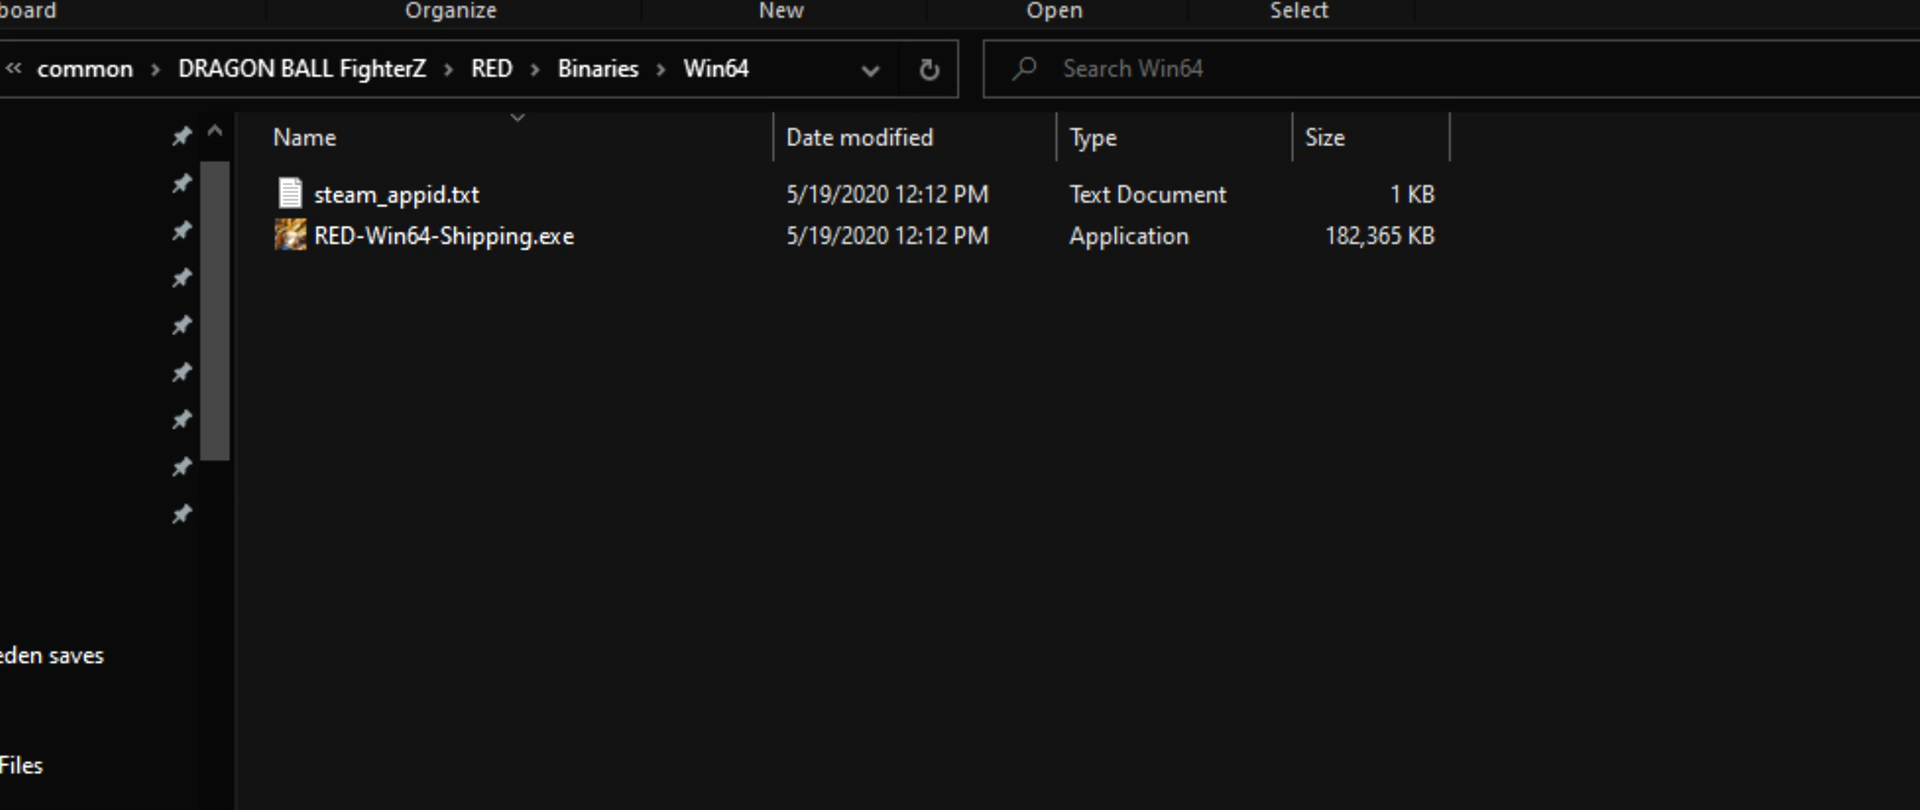 board Organize New Open Select
« common › DRAGON BALL FighterZ › RED › Binaries › Win64 Search Win64
Name Date modified Type Size
steam_appid.txt 5/19/2020 12:12 PM Text Document 1 KB
RED-Win64-Shipping.exe 5/19/2020 12:12 PM Application 182,365 KB
eden saves
Files